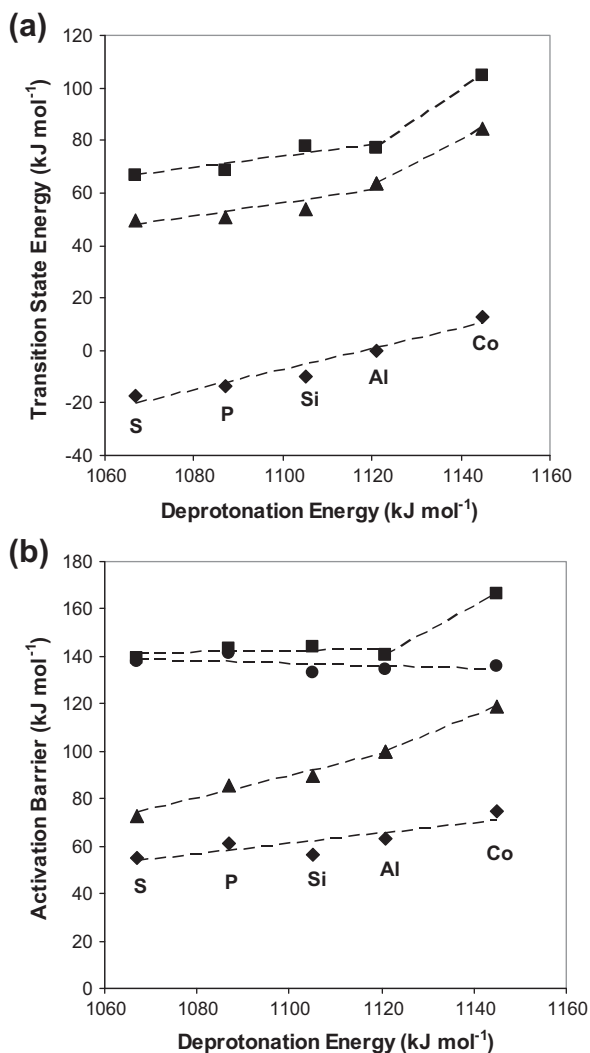 (a)
120
100
80
60
40
20
0
-20
-40
Transition State Energy (kJ mol⁻¹)
S
P
Si
Al
Co
1060 1080 1100 1120 1140 1160
Deprotonation Energy (kJ mol⁻¹)
(b)
180
160
140
120
100
80
60
40
20
0
Activation Barrier (kJ mol⁻¹)
S
P
Si
Al
Co
1060 1080 1100 1120 1140 1160
Deprotonation Energy (kJ mol⁻¹)